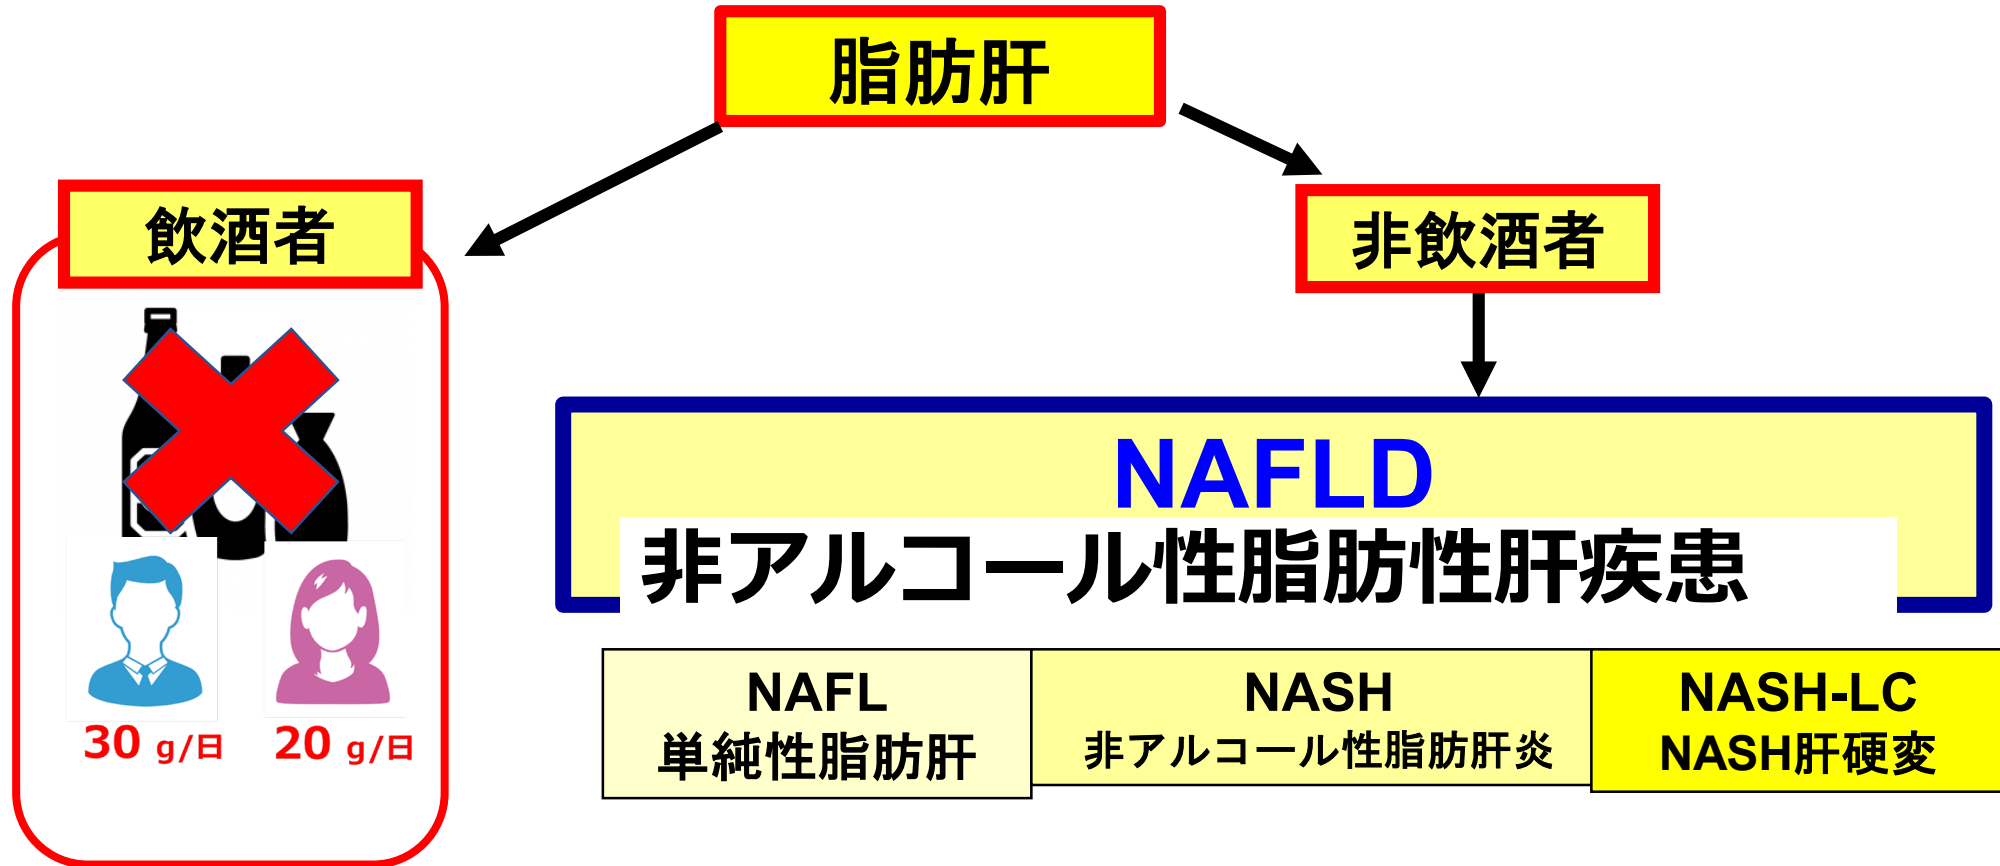 脂肪肝
飲酒者
非飲酒者
NAFLD
非アルコール性脂肪性肝疾患
30 g/日
20 g/日
NAFL
単純性脂肪肝
NASH
非アルコール性脂肪肝炎
NASH-LC
NASH肝硬変